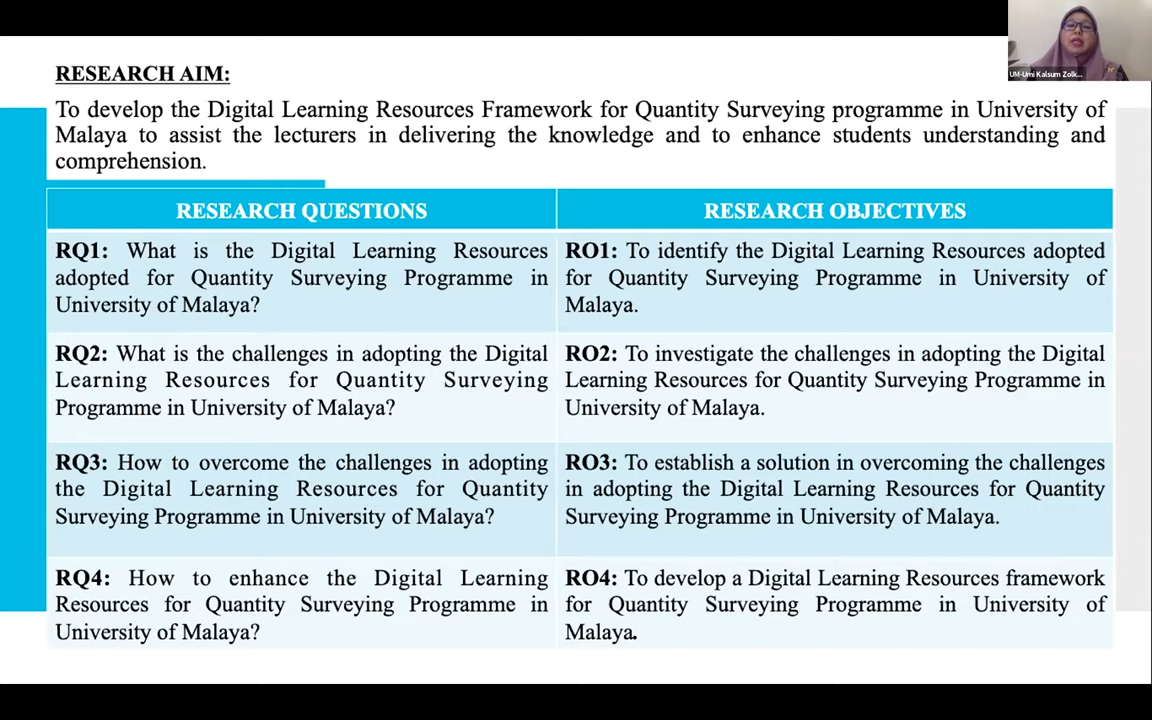 UM-Umi Kalsum Zolk...
RESEARCH AIM:
To develop the Digital Learning Resources Framework for Quantity Surveying programme in University of
Malaya to assist the lecturers in delivering the knowledge and to enhance students understanding and
comprehension.
RESEARCH QUESTIONS
RESEARCH OBJECTIVES
RQ1: What is the Digital Learning Resources
adopted for Quantity Surveying Programme in
University of Malaya?
RO1: To identify the Digital Learning Resources adopted
for Quantity Surveying Programme in University of
Malaya.
RQ2: What is the challenges in adopting the Digital
Learning Resources for Quantity Surveying
Programme in University of Malaya?
RO2: To investigate the challenges in adopting the Digital
Learning Resources for Quantity Surveying Programme in
University of Malaya.
RQ3: How to overcome the challenges in adopting
the Digital Learning Resources for Quantity
Surveying Programme in University of Malaya?
RO3: To establish a solution in overcoming the challenges
in adopting the Digital Learning Resources for Quantity
Surveying Programme in University of Malaya.
RQ4: How to enhance the Digital Learning
Resources for Quantity Surveying Programme in
University of Malaya?
RO4: To develop a Digital Learning Resources framework
for Quantity Surveying Programme in University of
Malaya.